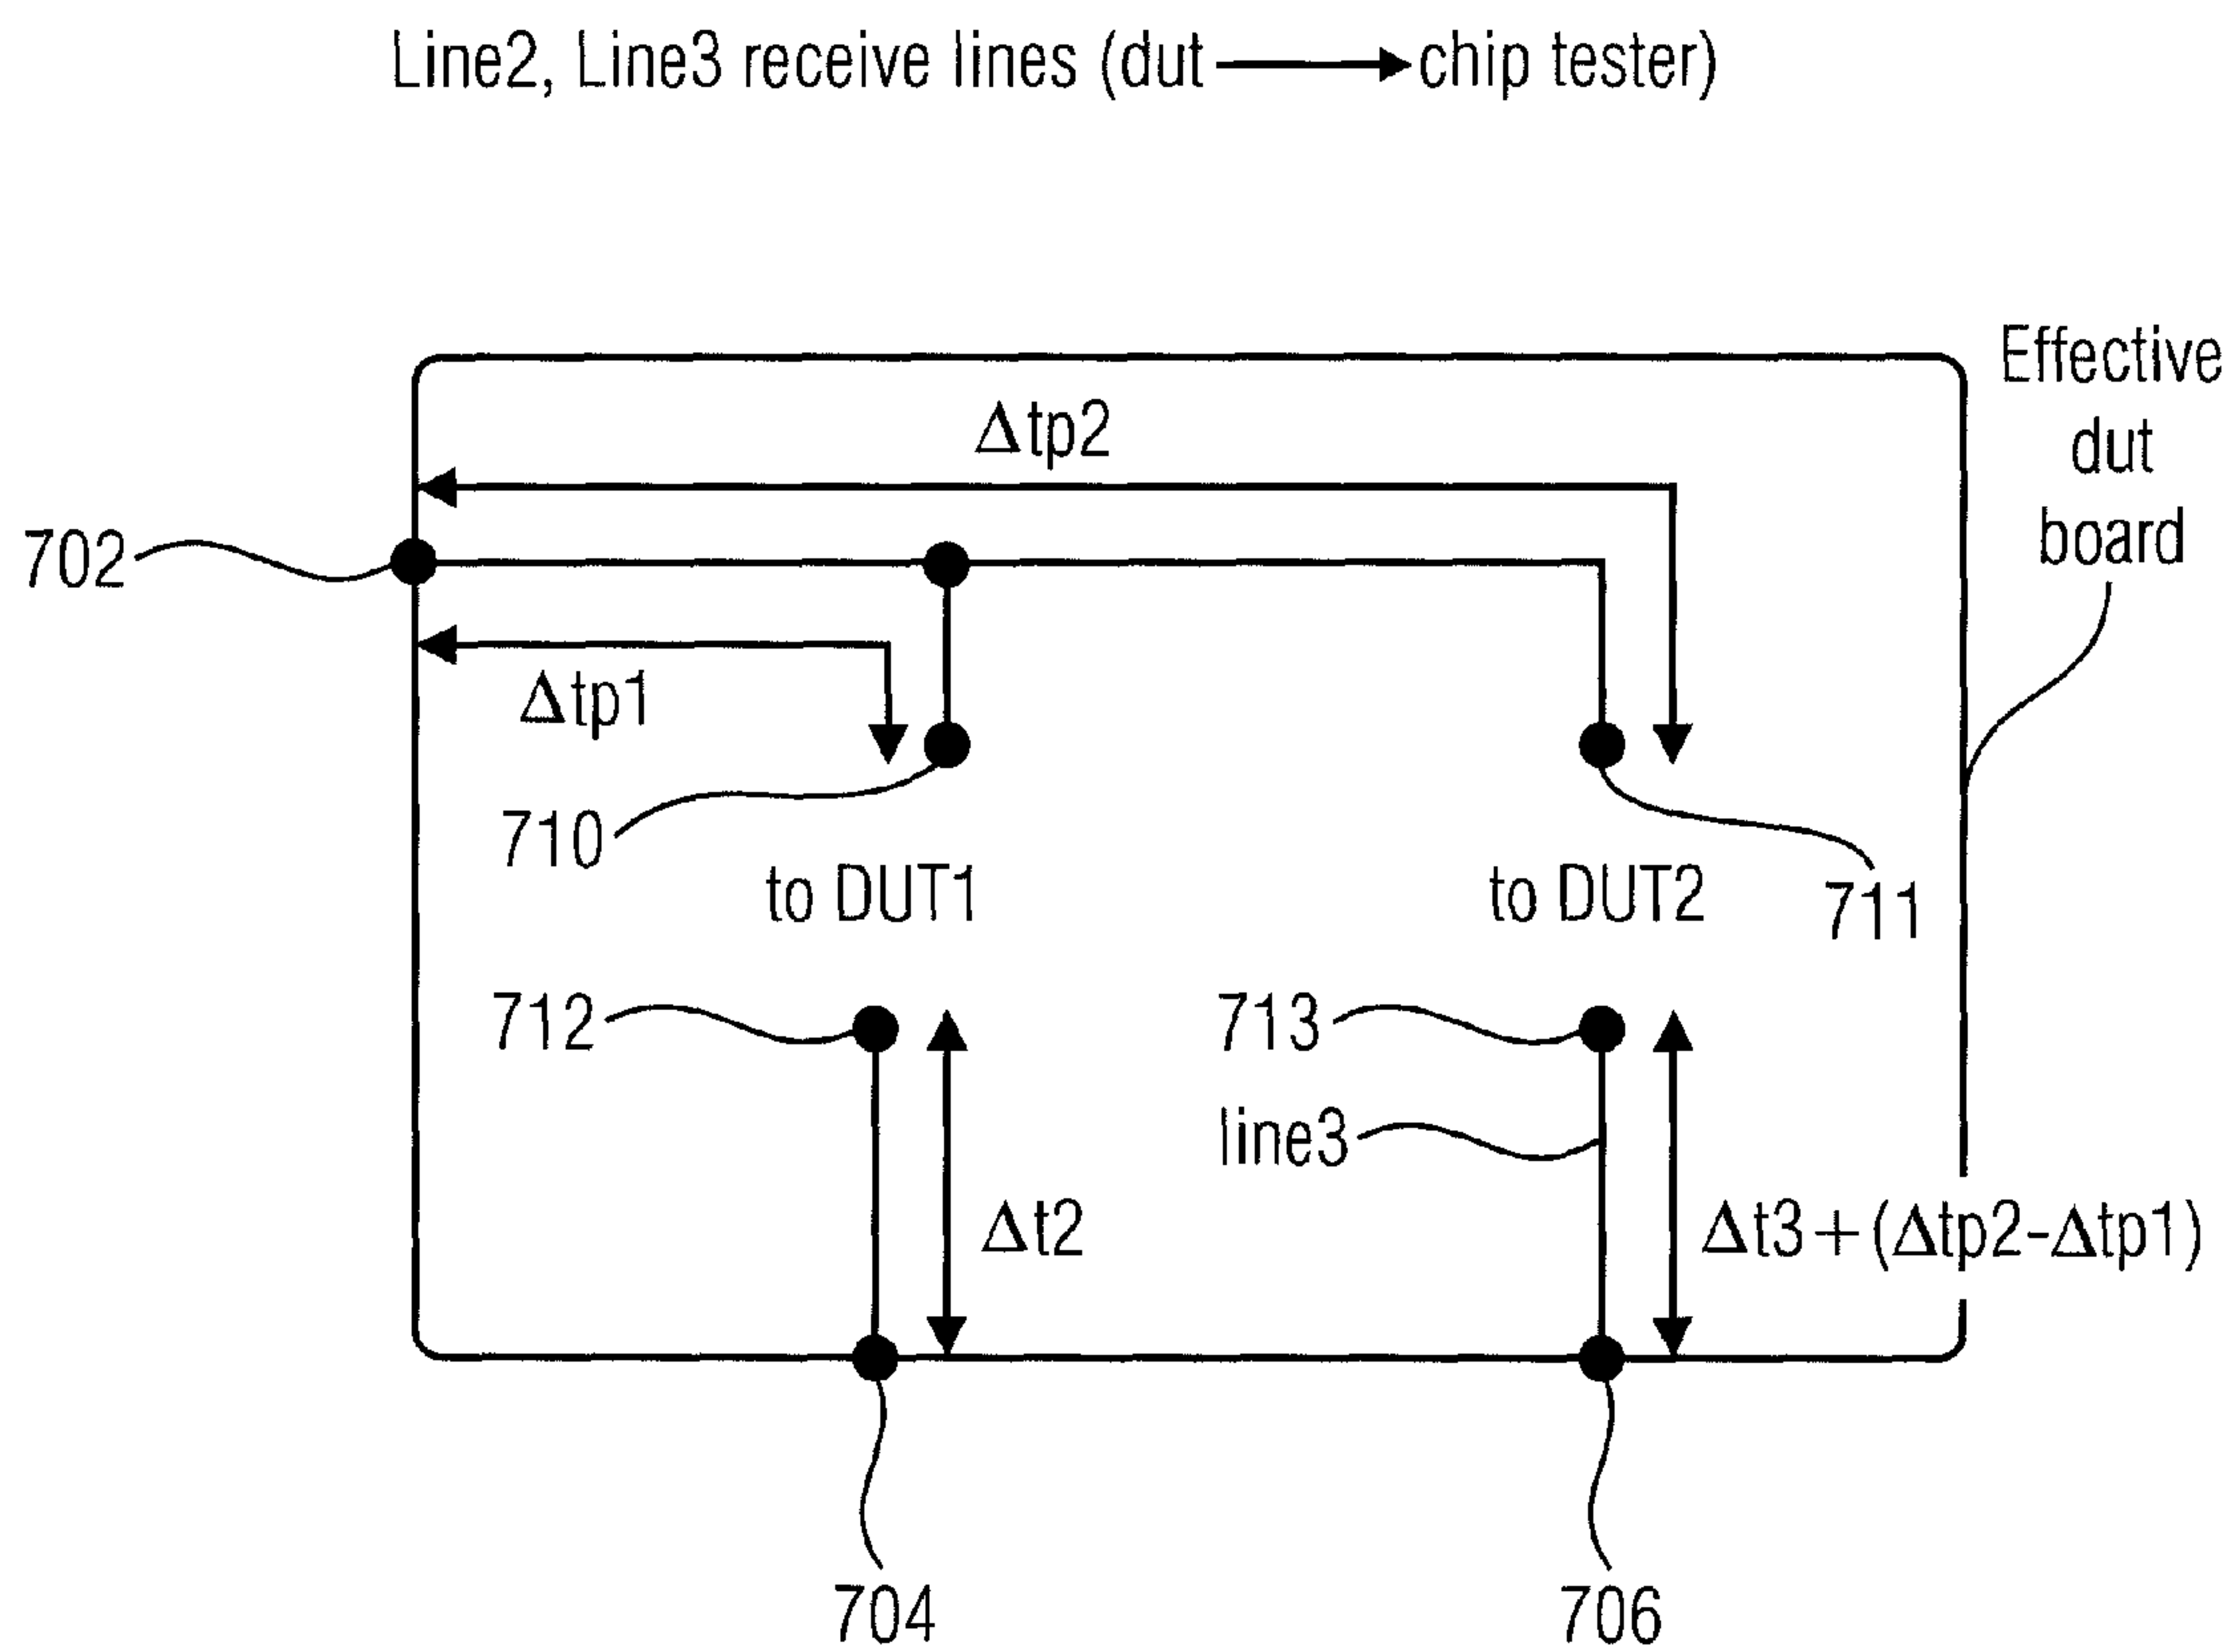 Line2, Line3 receive lines (dut → chip tester)
Effective
dut
board
Δtp2
702
Δtp1
710
to DUT1
to DUT2
711
712
713
line3
Δt2
Δt3+(Δtp2-Δtp1)
704
706